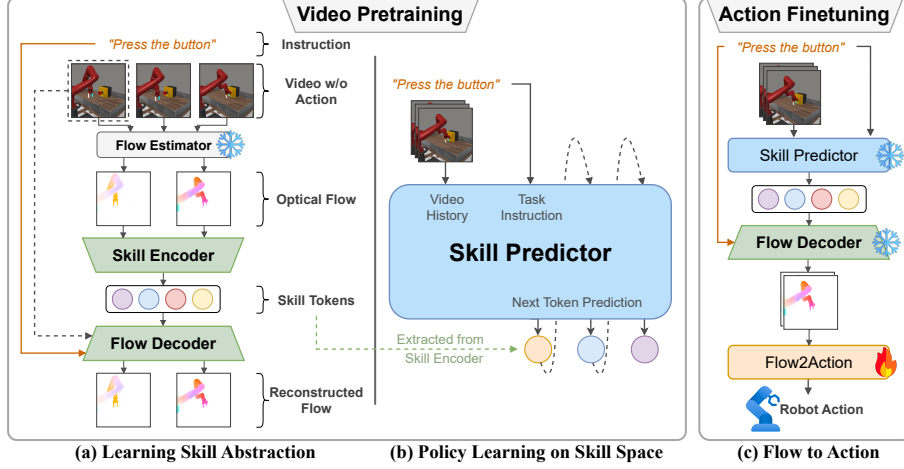 Video Pretraining
"Press the button"
Instruction
Video w/o
Action
Flow Estimator
Optical Flow
Skill Encoder
Skill Tokens
Flow Decoder
Reconstructed
Flow
(a) Learning Skill Abstraction
"Press the button"
Video
History
Task
Instruction
Skill Predictor
Next Token Prediction
Extracted from
Skill Encoder
(b) Policy Learning on Skill Space
Action Finetuning
"Press the button"
Skill Predictor
Flow Decoder
Flow2Action
Robot Action
(c) Flow to Action